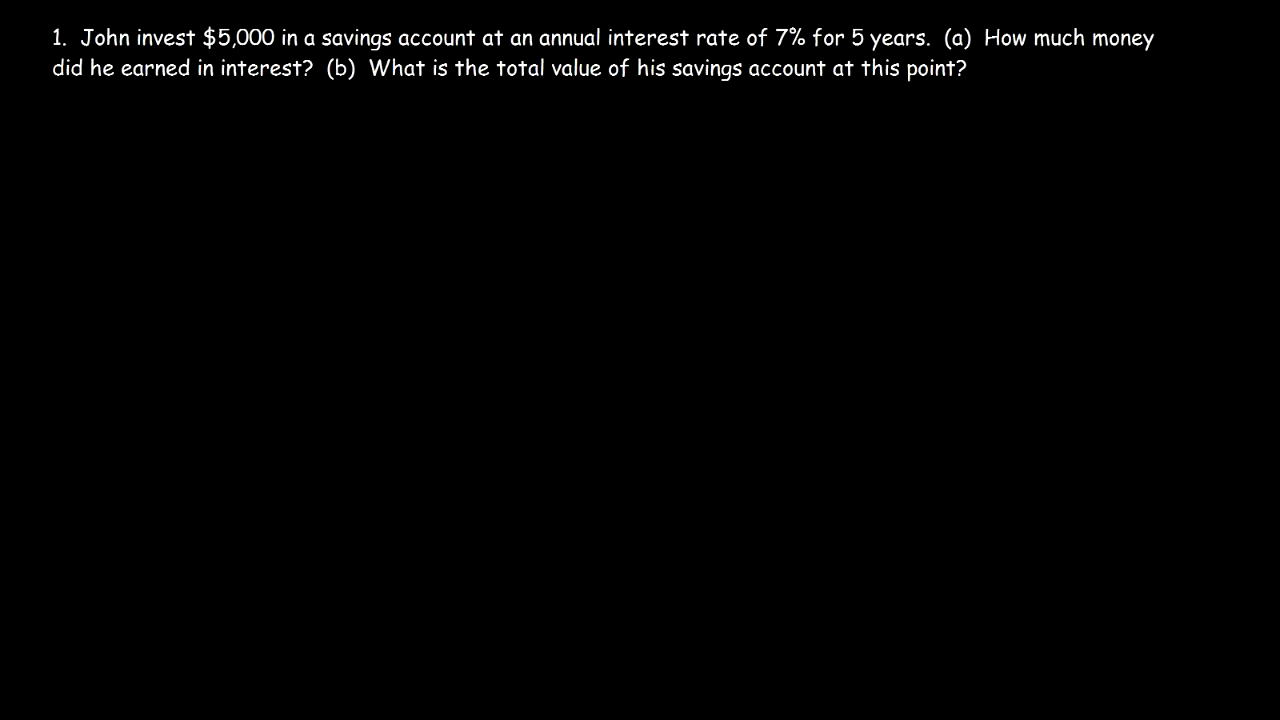 1.  John invest $5,000 in a savings account at an annual interest rate of 7% for 5 years.  (a)  How much money
did he earned in interest?  (b)  What is the total value of his savings account at this point?